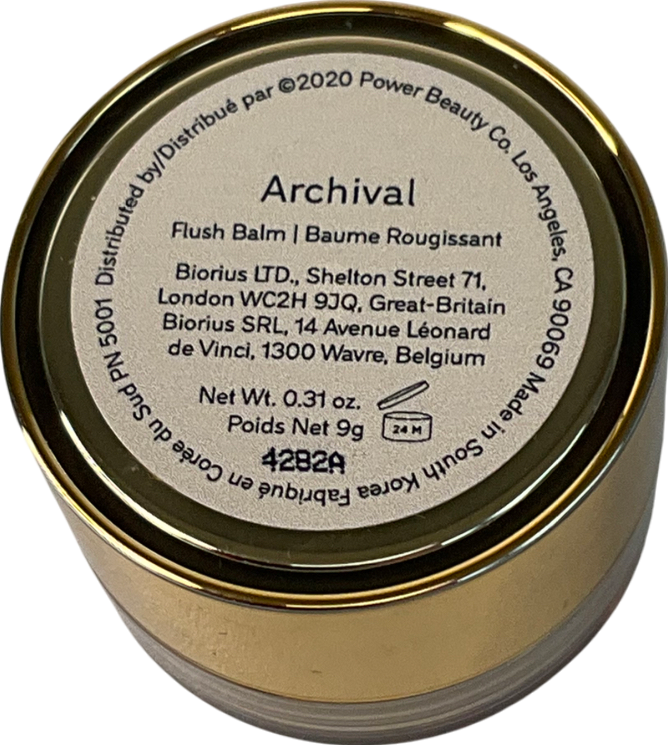 Distributed by/Distribué par ©2020 Power Beauty Co. Los Angeles, CA 90069 Made in South Korea Fabriqué en Corée du Sud PN 5001
Archival
Flush Balm | Baume Rougissant
Biorius LTD., Shelton Street 71,
London WC2H 9JQ, Great-Britain
Biorius SRL, 14 Avenue Léonard
de Vinci, 1300 Wavre, Belgium
Net Wt. 0.31 oz.
Poids Net 9g
24 M
4282A